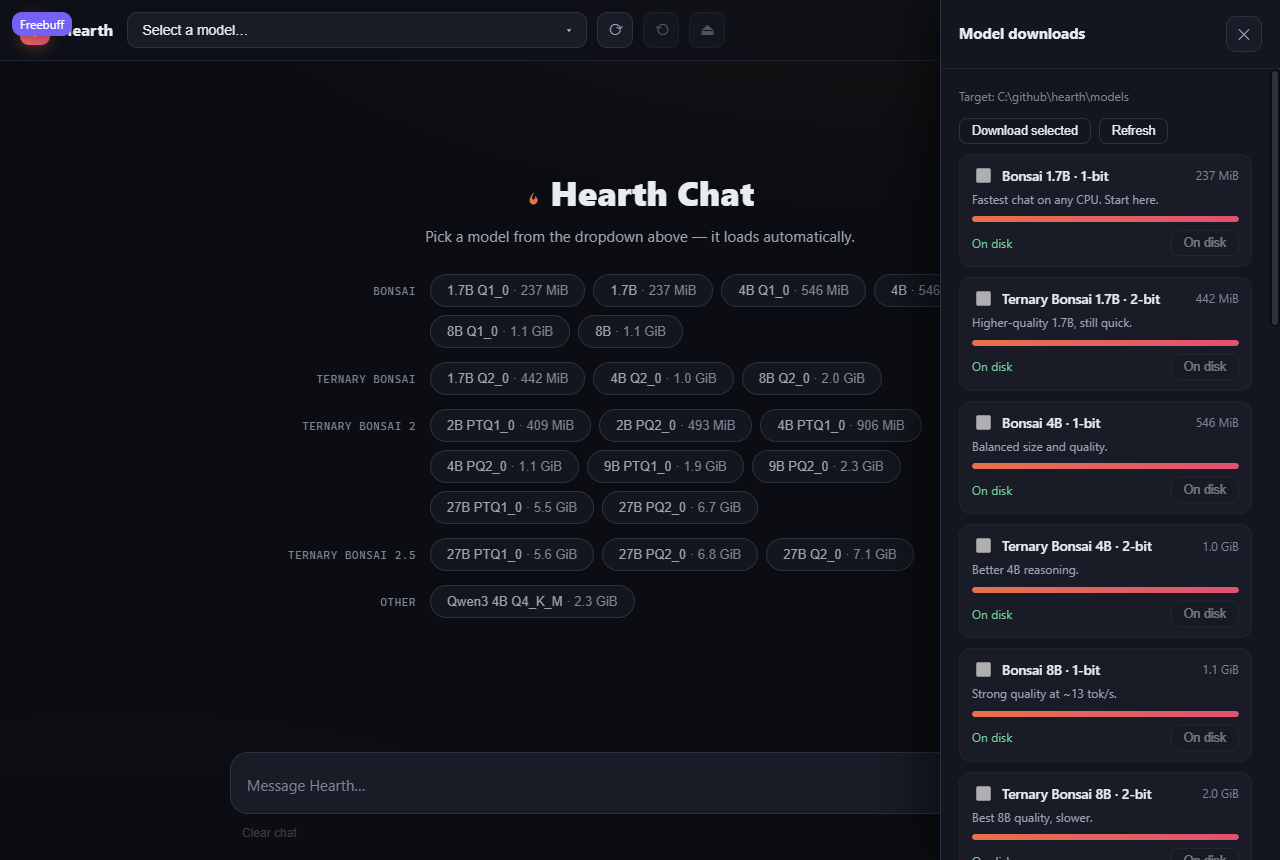 Freebuff
earth
Select a model...
Hearth Chat
Pick a model from the dropdown above — it loads automatically.
BONSAI
1.7B Q1_0 · 237 MiB
1.7B · 237 MiB
4B Q1_0 · 546 MiB
4B · 546
8B Q1_0 · 1.1 GiB
8B · 1.1 GiB
TERNARY BONSAI
1.7B Q2_0 · 442 MiB
4B Q2_0 · 1.0 GiB
8B Q2_0 · 2.0 GiB
TERNARY BONSAI 2
2B PTQ1_0 · 409 MiB
2B PQ2_0 · 493 MiB
4B PTQ1_0 · 906 MiB
4B PQ2_0 · 1.1 GiB
9B PTQ1_0 · 1.9 GiB
9B PQ2_0 · 2.3 GiB
27B PTQ1_0 · 5.5 GiB
27B PQ2_0 · 6.7 GiB
TERNARY BONSAI 2.5
27B PTQ1_0 · 5.6 GiB
27B PQ2_0 · 6.8 GiB
27B Q2_0 · 7.1 GiB
OTHER
Qwen3 4B Q4_K_M · 2.3 GiB
Message Hearth...
Clear chat
Model downloads
Target: C:\github\hearth\models
Download selected
Refresh
Bonsai 1.7B · 1-bit
237 MiB
Fastest chat on any CPU. Start here.
On disk
On disk
Ternary Bonsai 1.7B · 2-bit
442 MiB
Higher-quality 1.7B, still quick.
On disk
On disk
Bonsai 4B · 1-bit
546 MiB
Balanced size and quality.
On disk
On disk
Ternary Bonsai 4B · 2-bit
1.0 GiB
Better 4B reasoning.
On disk
On disk
Bonsai 8B · 1-bit
1.1 GiB
Strong quality at ~13 tok/s.
On disk
On disk
Ternary Bonsai 8B · 2-bit
2.0 GiB
Best 8B quality, slower.
On disk
On disk